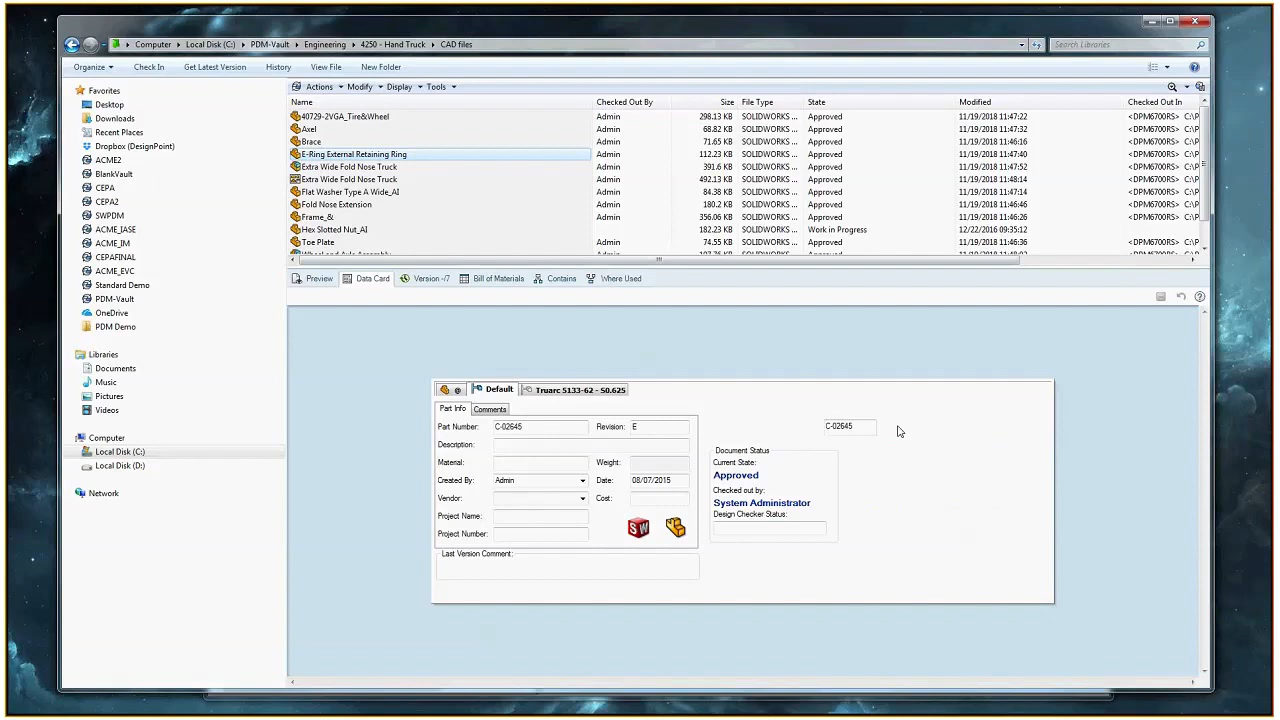 Computer ▸ Local Disk (C:) ▸ PDM-Vault ▸ Engineering ▸ 4250 - Hand Truck ▸ CAD files
Search Libraries
Organize Check In Get Latest Version History View File New Folder
Actions Modify Display Tools
Name Checked Out By Size File Type State Modified Checked Out In
40729-2VGA_Tire&Wheel Admin 298.13 KB SOLIDWORKS ... Approved 11/19/2018 11:47:22 <DPM6700RS> C:\P
Axel Admin 68.82 KB SOLIDWORKS ... Approved 11/19/2018 11:46:32 <DPM6700RS> C:\P
Brace Admin 71.65 KB SOLIDWORKS ... Approved 11/19/2018 11:46:28 <DPM6700RS> C:\P
E-Ring External Retaining Ring Admin 112.23 KB SOLIDWORKS ... Approved 11/19/2018 11:47:40 <DPM6700RS> C:\P
Extra Wide Fold Nose Truck Admin 391.6 KB SOLIDWORKS ... Approved 11/19/2018 11:47:52 <DPM6700RS> C:\P
Extra Wide Fold Nose Truck Admin 492.13 KB SOLIDWORKS ... Approved 11/19/2018 11:48:14 <DPM6700RS> C:\P
Flat Washer Type A Wide_AI Admin 84.38 KB SOLIDWORKS ... Approved 11/19/2018 11:47:14 <DPM6700RS> C:\P
Fold Nose Extension Admin 180.2 KB SOLIDWORKS ... Approved 11/19/2018 11:46:26 <DPM6700RS> C:\P
Frame_& Admin 356.06 KB SOLIDWORKS ... Approved 11/19/2018 11:46:26 <DPM6700RS> C:\P
Hex Slotted Nut_AI 182.23 KB SOLIDWORKS ... Work in Progress 12/22/2016 09:35:12
Toe Plate Admin 74.55 KB SOLIDWORKS ... Approved 11/19/2018 11:46:36 <DPM6700RS> C:\P
Wheel and Axle Assembly
Favorites
Desktop
Downloads
Recent Places
Dropbox (DesignPoint)
ACME2
BlankVault
CEPA
CEPA2
SWPDM
ACME_IASE
ACME_IM
CEPAFINAL
ACME_EVC
Standard Demo
PDM-Vault
OneDrive
PDM Demo
Libraries
Documents
Music
Pictures
Videos
Computer
Local Disk (C:)
Local Disk (D:)
Network
Preview Data Card Version -/7 Bill of Materials Contains Where Used
@ Default Truarc 5133-62 - S0.625
Part Info Comments
Part Number: C-02645 Revision: E C-02645
Description:
Material: Weight:
Created By: Admin Date: 08/07/2015
Vendor: Cost:
Project Name:
Project Number: SW
Last Version Comment:
Document Status
Current State:
Approved
Checked out by:
System Administrator
Design Checker Status: